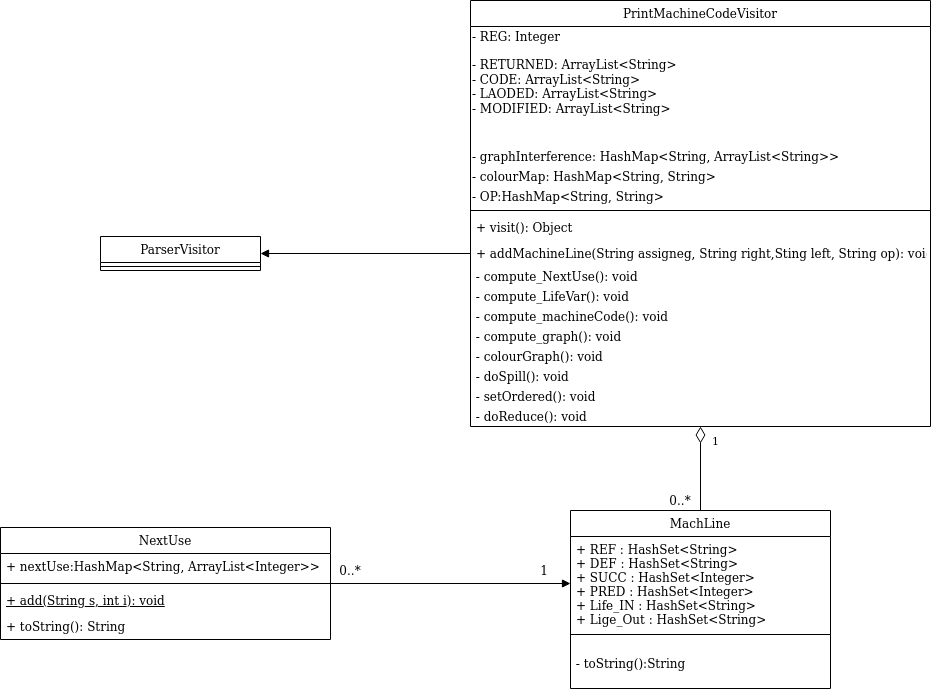 PrintMachineCodeVisitor
- REG: Integer
- RETURNED: ArrayList<String>
- CODE: ArrayList<String>
- LAODED: ArrayList<String>
- MODIFIED: ArrayList<String>
- graphInterference: HashMap<String, ArrayList<String>>
- colourMap: HashMap<String, String>
- OP:HashMap<String, String>
+ visit(): Object
+ addMachineLine(String assigneg, String right,Sting left, String op): voi
- compute_NextUse(): void
- compute_LifeVar(): void
- compute_machineCode(): void
- compute_graph(): void
- colourGraph(): void
- doSpill(): void
- setOrdered(): void
- doReduce(): void
ParserVisitor
1
0..*
MachLine
+ REF : HashSet<String>
+ DEF : HashSet<String>
+ SUCC : HashSet<Integer>
+ PRED : HashSet<Integer>
+ Life_IN : HashSet<String>
+ Lige_Out : HashSet<String>
- toString():String
NextUse
+ nextUse:HashMap<String, ArrayList<Integer>>
+ add(String s, int i): void
+ toString(): String
0..*
1